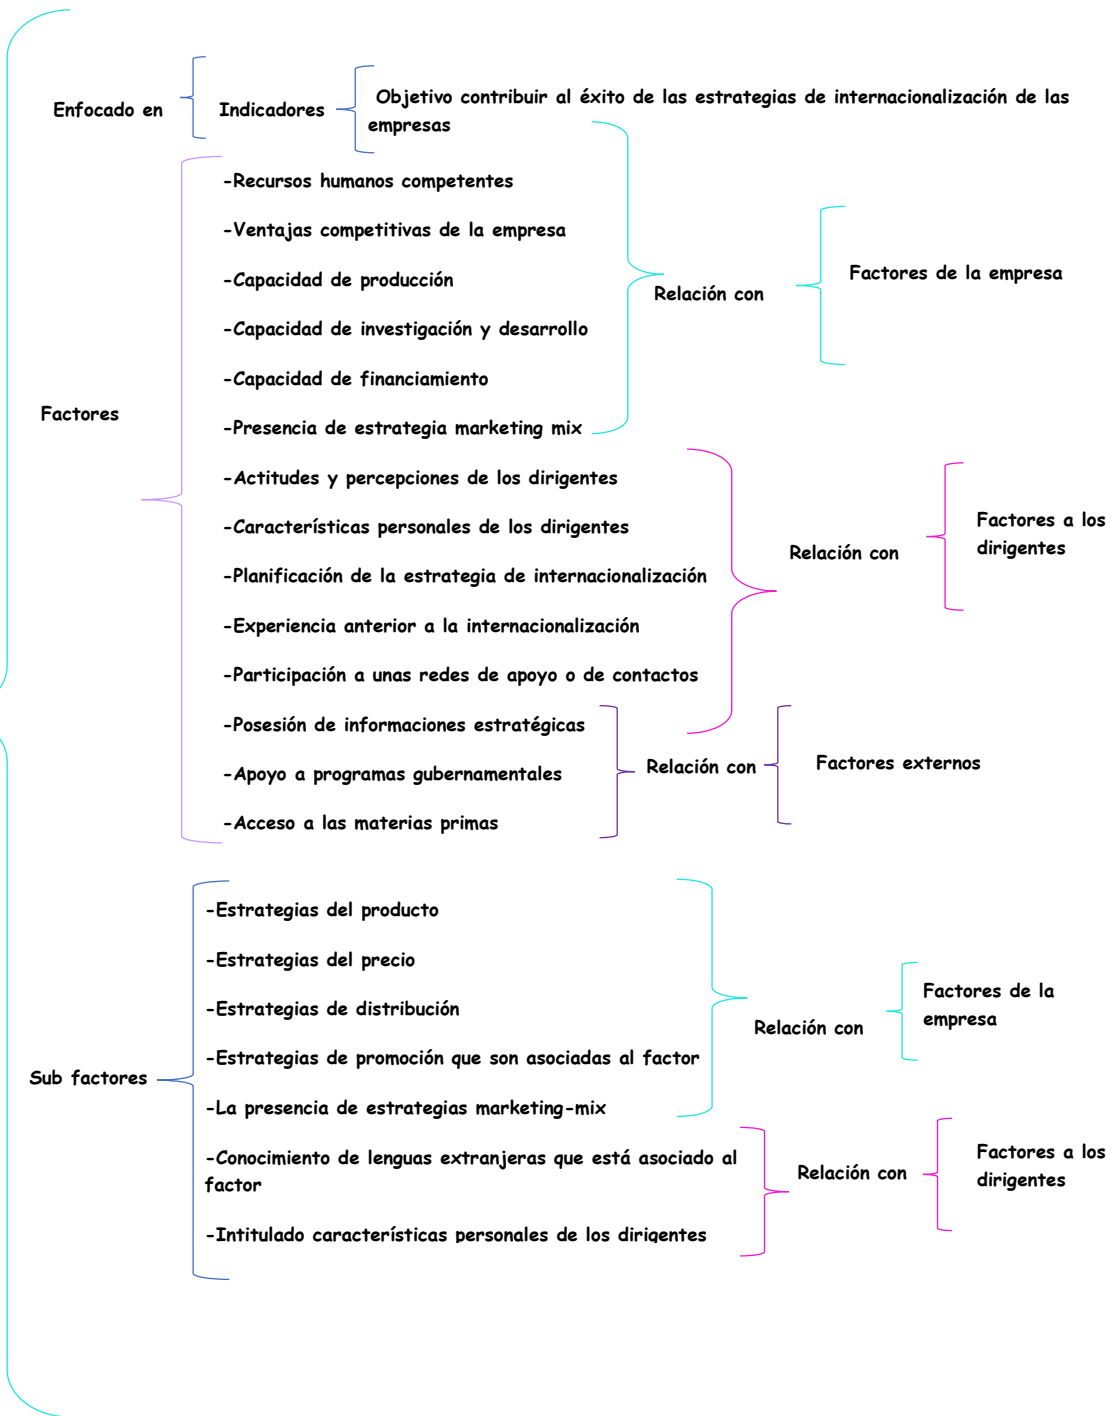 Enfocado en
Indicadores
Objetivo contribuir al éxito de las estrategias de internacionalización de las
empresas
Factores
-Recursos humanos competentes
-Ventajas competitivas de la empresa
-Capacidad de producción
-Capacidad de investigación y desarrollo
-Capacidad de financiamiento
-Presencia de estrategia marketing mix
Relación con
Factores de la empresa
-Actitudes y percepciones de los dirigentes
-Características personales de los dirigentes
-Planificación de la estrategia de internacionalización
-Experiencia anterior a la internacionalización
-Participación a unas redes de apoyo o de contactos
Relación con
Factores a los
dirigentes
-Posesión de informaciones estratégicas
-Apoyo a programas gubernamentales
-Acceso a las materias primas
Relación con
Factores externos
Sub factores
-Estrategias del producto
-Estrategias del precio
-Estrategias de distribución
-Estrategias de promoción que son asociadas al factor
-La presencia de estrategias marketing-mix
Relación con
Factores de la
empresa
-Conocimiento de lenguas extranjeras que está asociado al
factor
-Intitulado características personales de los dirigentes
Relación con
Factores a los
dirigentes